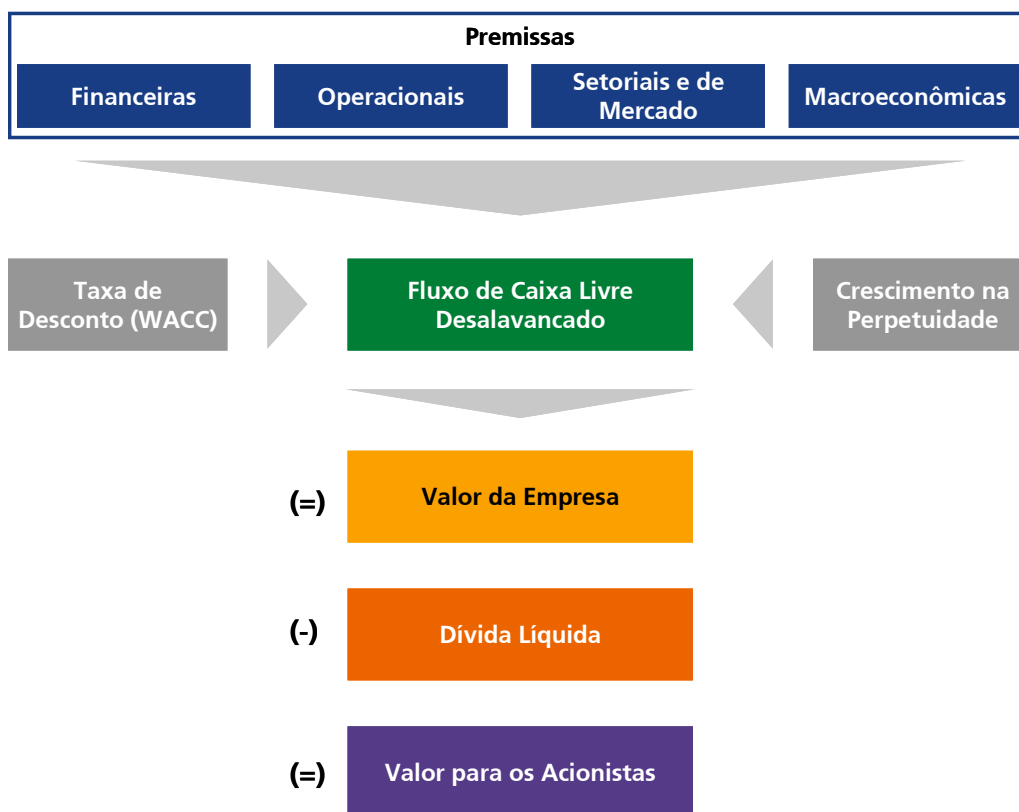 Premissas
Financeiras
Operacionais
Setoriais e de
Mercado
Macroeconômicas
Taxa de
Desconto (WACC)
Fluxo de Caixa Livre
Desalavancado
Crescimento na
Perpetuidade
(=)
Valor da Empresa
(-)
Dívida Líquida
(=)
Valor para os Acionistas